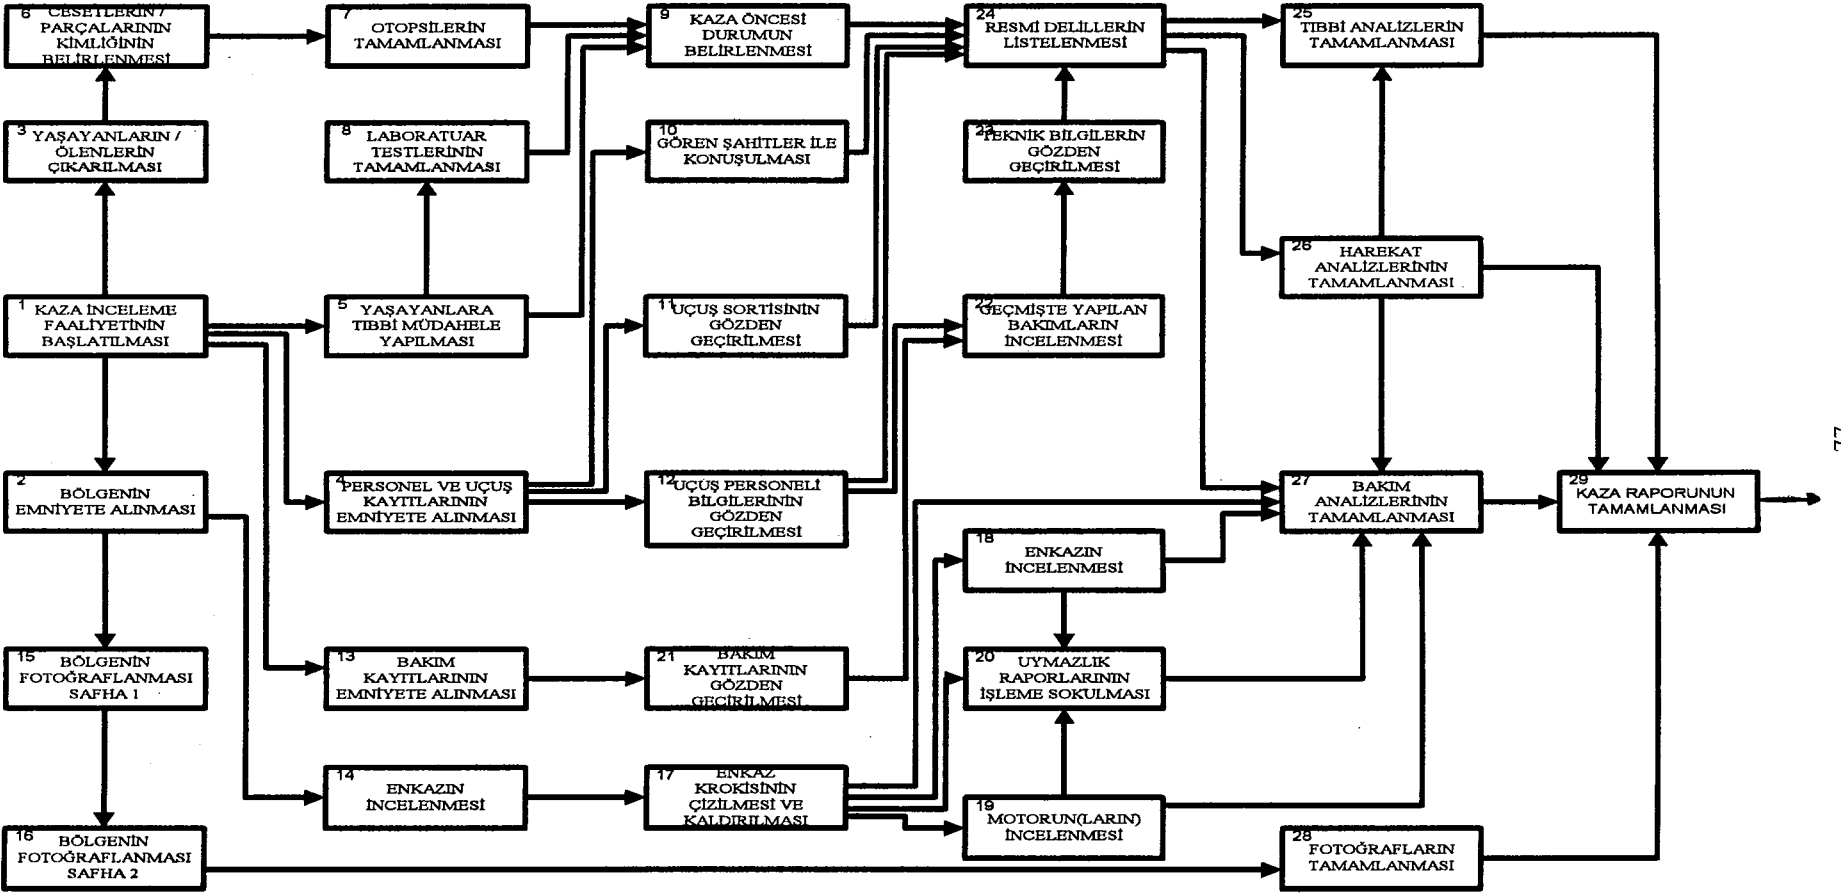 6
CESETLERİN /
PARÇALARININ
KİMLİĞİNİN
BELİRLENMESİ
7
OTOPSİLERİN
TAMAMLANMASI
9
KAZA ÖNCESİ
DURUMUN
BELİRLENMESİ
24
RESMİ DELİLLERİN
LİSTELENMESİ
25
TIBBİ ANALİZLERİN
TAMAMLANMASI
3
YAŞAYANLARIN /
ÖLENLERİN
ÇIKARILMASI
8
LABORATUAR
TESTLERİNİN
TAMAMLANMASI
10
GÖREN ŞAHİTLER İLE
KONUŞULMASI
23
TEKNİK BİLGİLERİN
GÖZDEN
GEÇİRİLMESİ
26
HAREKAT
ANALİZLERİNİN
TAMAMLANMASI
1
KAZA İNCELEME
FAALİYETİNİN
BAŞLATILMASI
5
YAŞAYANLARA
TIBBİ MÜDAHELE
YAPILMASI
11
UÇUŞ SORTİSİNİN
GÖZDEN
GEÇİRİLMESİ
22
GEÇMİŞTE YAPILAN
BAKIMLARIN
İNCELENMESİ
77
2
BÖLGENİN
EMNİYETE ALINMASI
4
PERSONEL VE UÇUŞ
KAYITLARININ
EMNİYETE ALINMASI
12
UÇUŞ PERSONELİ
BİLGİLERİNİN
GÖZDEN
GEÇİRİLMESİ
27
BAKIM
ANALİZLERİNİN
TAMAMLANMASI
29
KAZA RAPORUNUN
TAMAMLANMASI
18
ENKAZIN
İNCELENMESİ
15
BÖLGENİN
FOTOĞRAFLANMASI
SAFHA 1
13
BAKIM
KAYITLARININ
EMNİYETE ALINMASI
21
BAKIM
KAYITLARININ
GÖZDEN
GEÇİRİLMESİ
20
UYMAZLIK
RAPORLARININ
İŞLEME SOKULMASI
14
ENKAZIN
İNCELENMESİ
17
ENKAZ
KROKİSİNİN
ÇİZİLMESİ VE
KALDIRILMASI
19
MOTORUN(LARIN)
İNCELENMESİ
16
BÖLGENİN
FOTOĞRAFLANMASI
SAFHA 2
28
FOTOĞRAFLARIN
TAMAMLANMASI